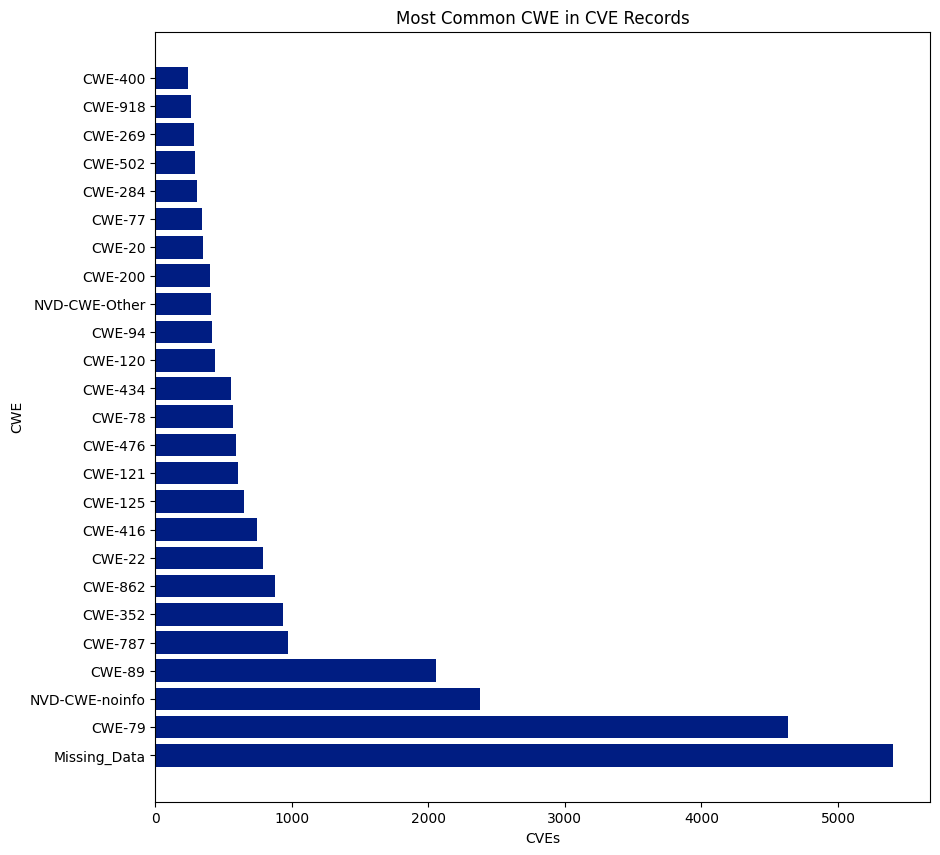 Most Common CWE in CVE Records
CWE
CWE-400
CWE-918
CWE-269
CWE-502
CWE-284
CWE-77
CWE-20
CWE-200
NVD-CWE-Other
CWE-94
CWE-120
CWE-434
CWE-78
CWE-476
CWE-121
CWE-125
CWE-416
CWE-22
CWE-862
CWE-352
CWE-787
CWE-89
NVD-CWE-noinfo
CWE-79
Missing_Data
0 1000 2000 3000 4000 5000
CVEs